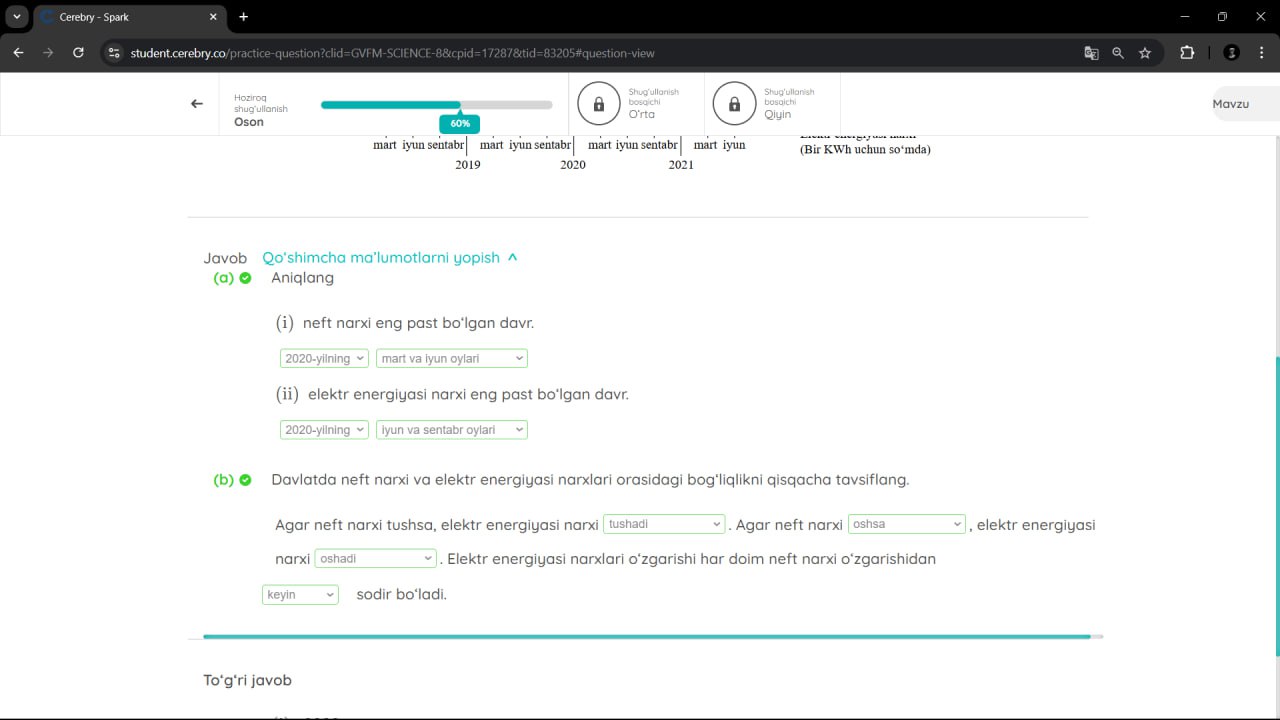 Cerebry - Spark
student.cerebry.co/practice-question?clid=GVFM-SCIENCE-8&cpid=17287&tid=83205#question-view
Hoziroq shug'ullanish
Oson
60%
Shug'ullanish bosqichi
O'rta
Shug'ullanish bosqichi
Qiyin
Mavzu
mart iyun sentabr mart iyun sentabr mart iyun sentabr mart iyun
2019 2020 2021
(Bir KWh uchun so‘mda)
Javob Qo‘shimcha ma’lumotlarni yopish
(a) Aniqlang
(i) neft narxi eng past bo‘lgan davr.
2020-yilning mart va iyun oylari
(ii) elektr energiyasi narxi eng past bo‘lgan davr.
2020-yilning iyun va sentabr oylari
(b) Davlatda neft narxi va elektr energiyasi narxlari orasidagi bog‘liqlikni qisqacha tavsiflang.
Agar neft narxi tushsa, elektr energiyasi narxi tushadi . Agar neft narxi oshsa , elektr energiyasi
narxi oshadi . Elektr energiyasi narxlari o‘zgarishi har doim neft narxi o‘zgarishidan
keyin sodir bo‘ladi.
To‘g‘ri javob